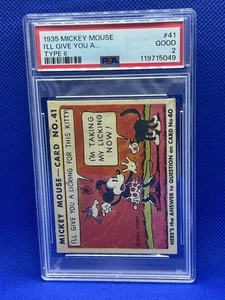 1935 MICKEY MOUSE #41
I'LL GIVE YOU A... GOOD
TYPE II 2
PSA 119715049
MICKEY MOUSE—CARD NO. 41
I'LL GIVE YOU A LICKING FOR THIS KITTY!
I'M TAKING
MY LICKING
NOW!
HERE'S the ANSWER to QUESTION on CARD No 40